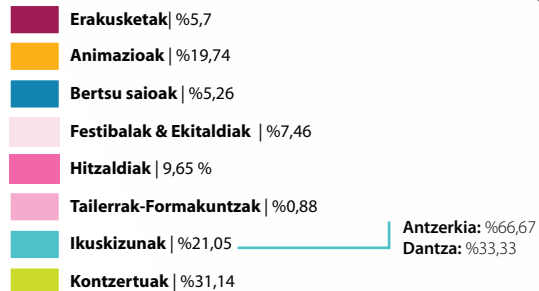 Erakusketak| %5,7
Animazioak | %19,74
Bertsu saioak | %5,26
Festibalak & Ekitaldiak | %7,46
Hitzaldiak | 9,65 %
Tailerrak-Formakuntzak | %0,88
Ikuskizunak | %21,05
Antzerkia: %66,67
Dantza: %33,33
Kontzertuak | %31,14